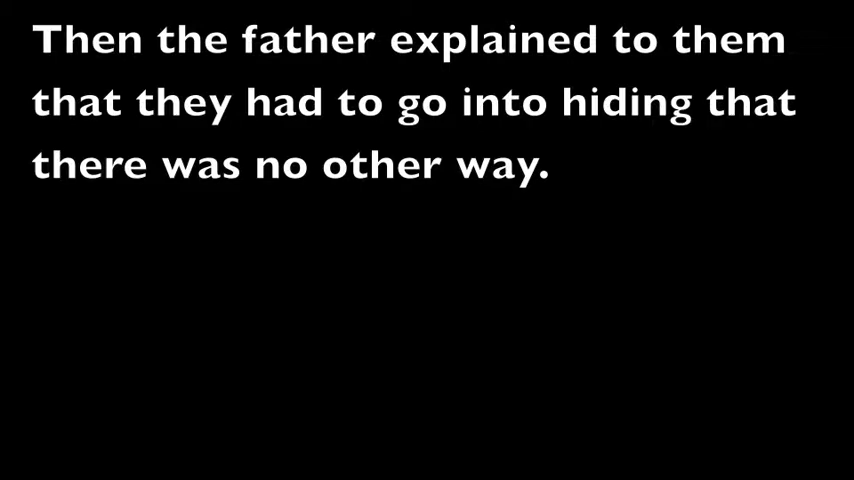 Then the father explained to them
that they had to go into hiding that
there was no other way.